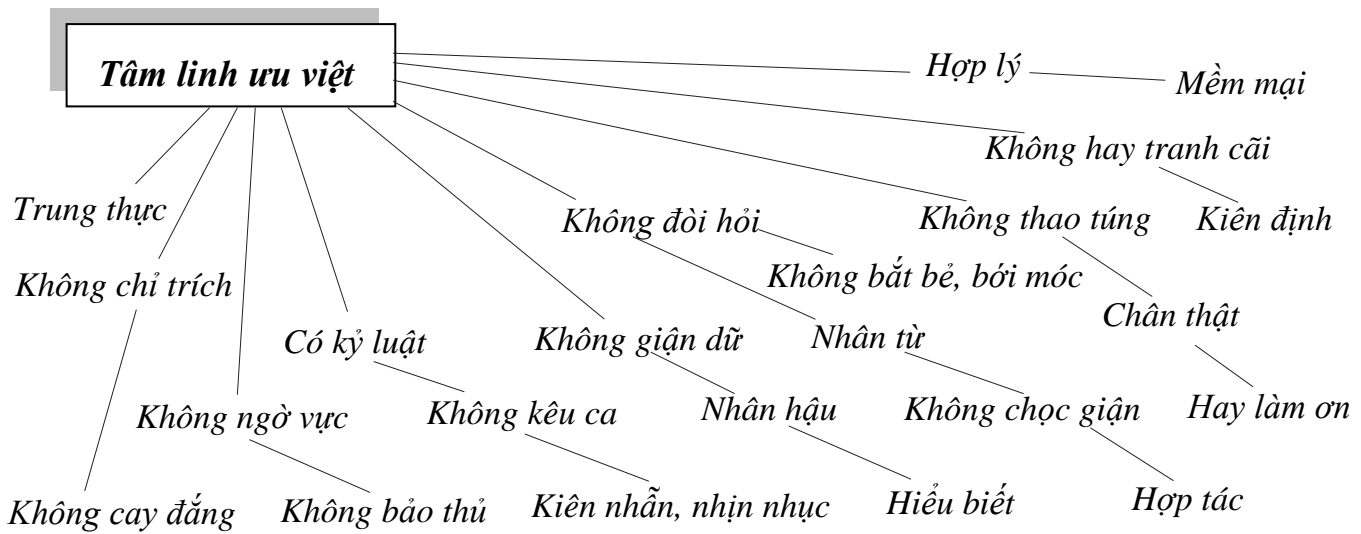 Tâm linh ưu việt
Hợp lý
Mềm mại
Không hay tranh cãi
Trung thực
Không đòi hỏi
Không thao túng
Kiên định
Không chỉ trích
Không bắt bẻ, bới móc
Chân thật
Có kỷ luật
Không giận dữ
Nhân từ
Không ngờ vực
Không kêu ca
Nhân hậu
Không chọc giận
Hay làm ơn
Không cay đắng
Không bảo thủ
Kiên nhẫn, nhịn nhục
Hiểu biết
Hợp tác